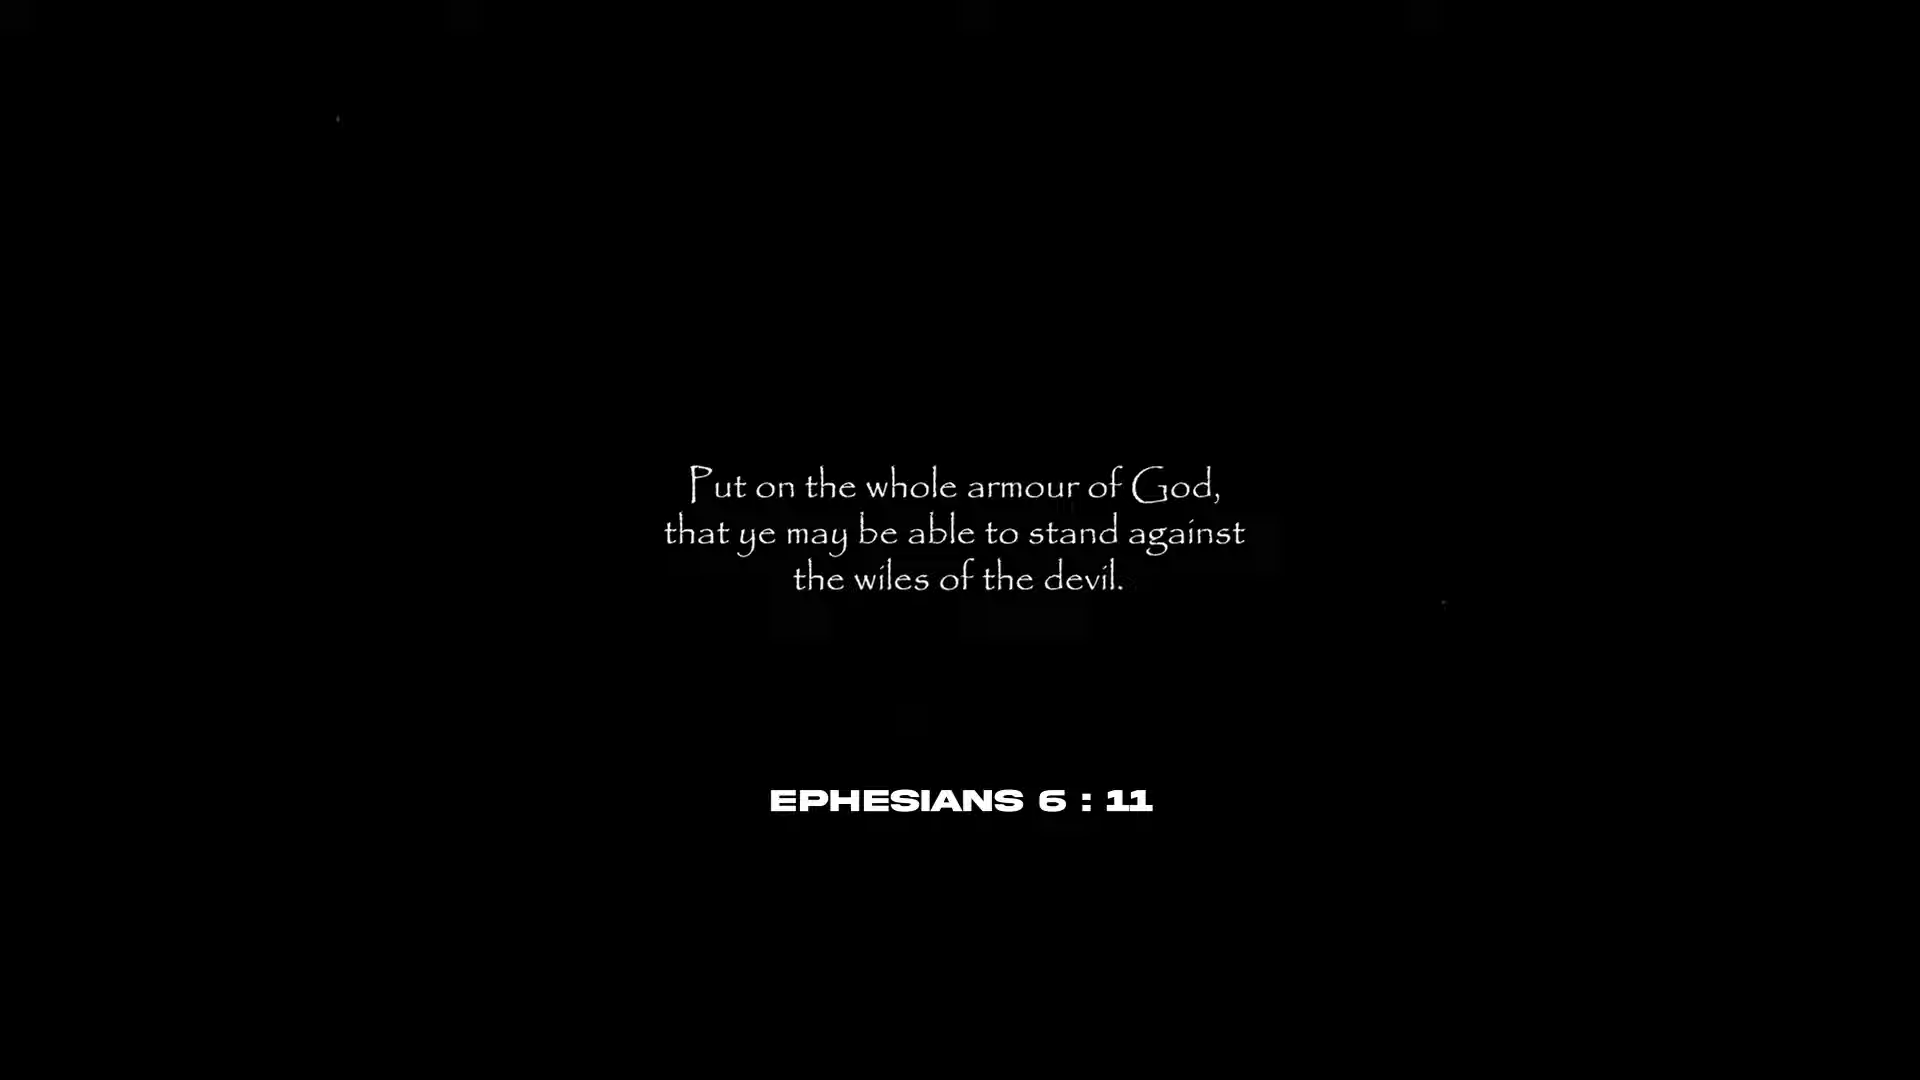 Put on the whole armour of God,
that ye may be able to stand against
the wiles of the devil.
EPHESIANS 6 : 11